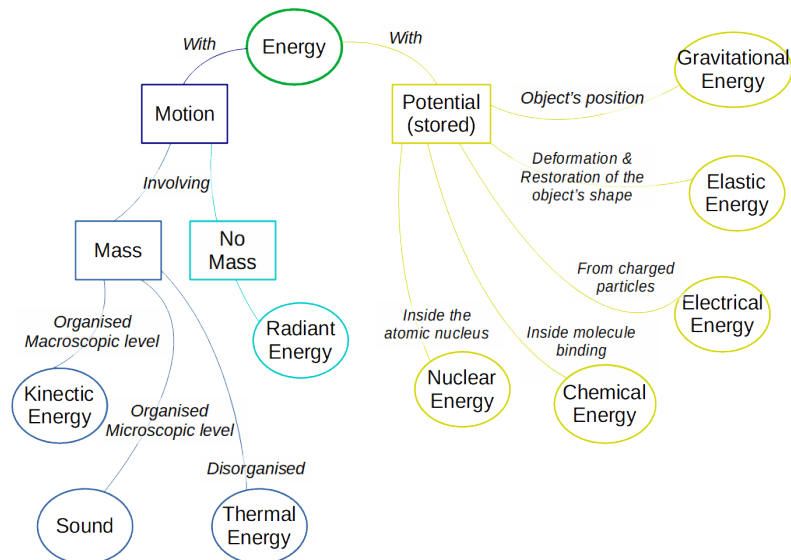 Energy
With
With
Motion
Potential
(stored)
Gravitational
Energy
Object's position
Deformation &
Restoration of the
object's shape
Elastic
Energy
Involving
Mass
No
Mass
From charged
particles
Electrical
Energy
Organised
Macroscopic level
Radiant
Energy
Inside the
atomic nucleus
Inside molecule
binding
Kinectic
Energy
Nuclear
Energy
Chemical
Energy
Organised
Microscopic level
Disorganised
Sound
Thermal
Energy